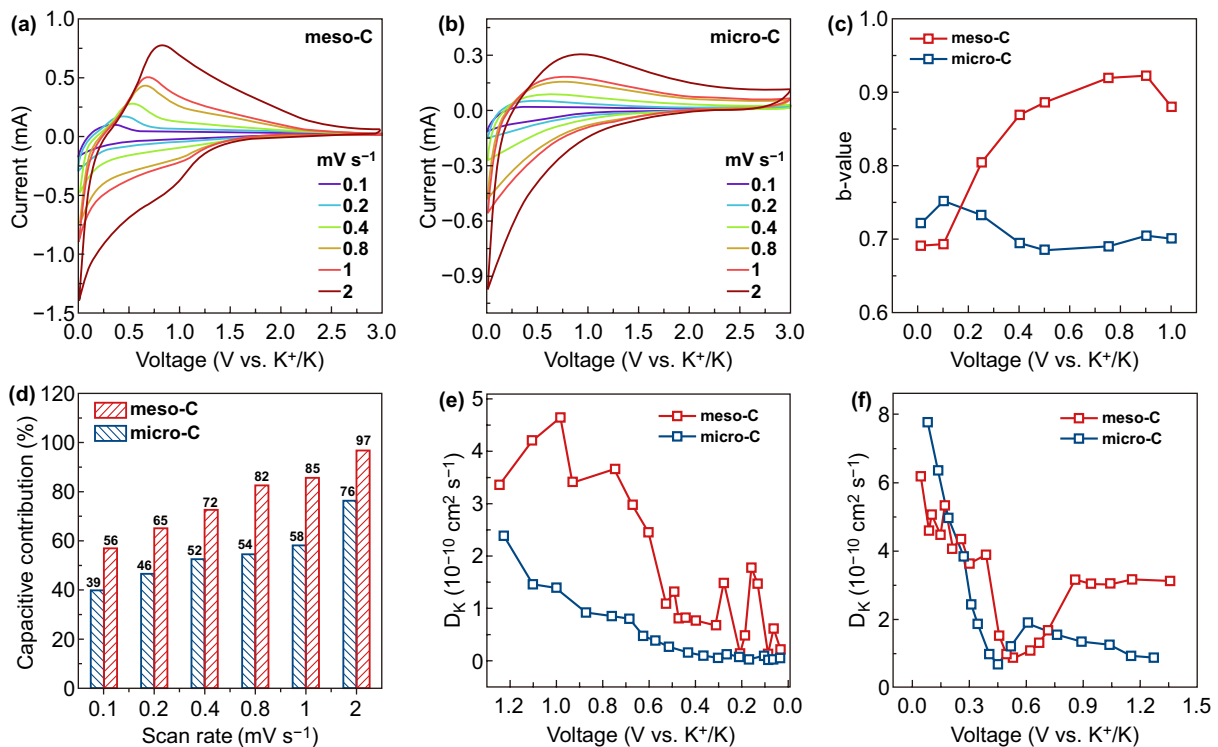 (a)
meso-C
1.0
0.5
0.0
−0.5
−1.0
−1.5
Current (mA)
mV s⁻¹
0.1
0.2
0.4
0.8
1
2
0.0 0.5 1.0 1.5 2.0 2.5 3.0
Voltage (V vs. K⁺/K)
(b)
micro-C
0.3
0.0
−0.3
−0.6
−0.9
Current (mA)
mV s⁻¹
0.1
0.2
0.4
0.8
1
2
0.0 0.5 1.0 1.5 2.0 2.5 3.0
Voltage (V vs. K⁺/K)
(c)
meso-C
micro-C
1.0
0.9
0.8
0.7
0.6
b-value
0.0 0.2 0.4 0.6 0.8 1.0
Voltage (V vs. K⁺/K)
(d)
meso-C
micro-C
120
100
80
60
40
20
0
Capacitive contribution (%)
39 56 46 65 52 72 54 82 58 85 76 97
0.1 0.2 0.4 0.8 1 2
Scan rate (mV s⁻¹)
(e)
meso-C
micro-C
5
4
3
2
1
0
D_K (10⁻¹⁰ cm² s⁻¹)
1.2 1.0 0.8 0.6 0.4 0.2 0.0
Voltage (V vs. K⁺/K)
(f)
meso-C
micro-C
8
6
4
2
0
D_K (10⁻¹⁰ cm² s⁻¹)
0.0 0.3 0.6 0.9 1.2 1.5
Voltage (V vs. K⁺/K)